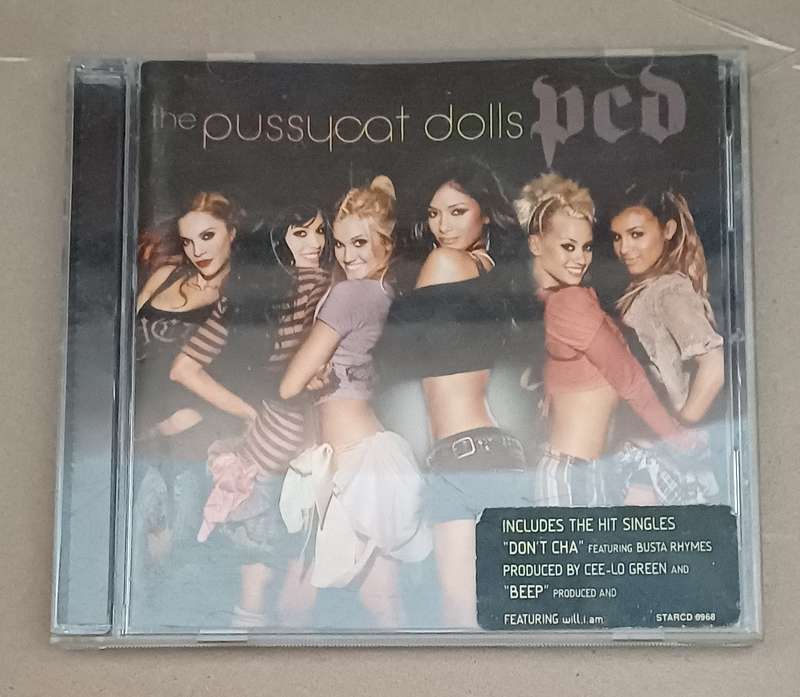 the pussycat dolls pcd
INCLUDES THE HIT SINGLES
"DON'T CHA" FEATURING BUSTA RHYMES
PRODUCED BY CEE-LO GREEN AND
"BEEP" PRODUCED AND
FEATURING will.i.am STARCD 6968